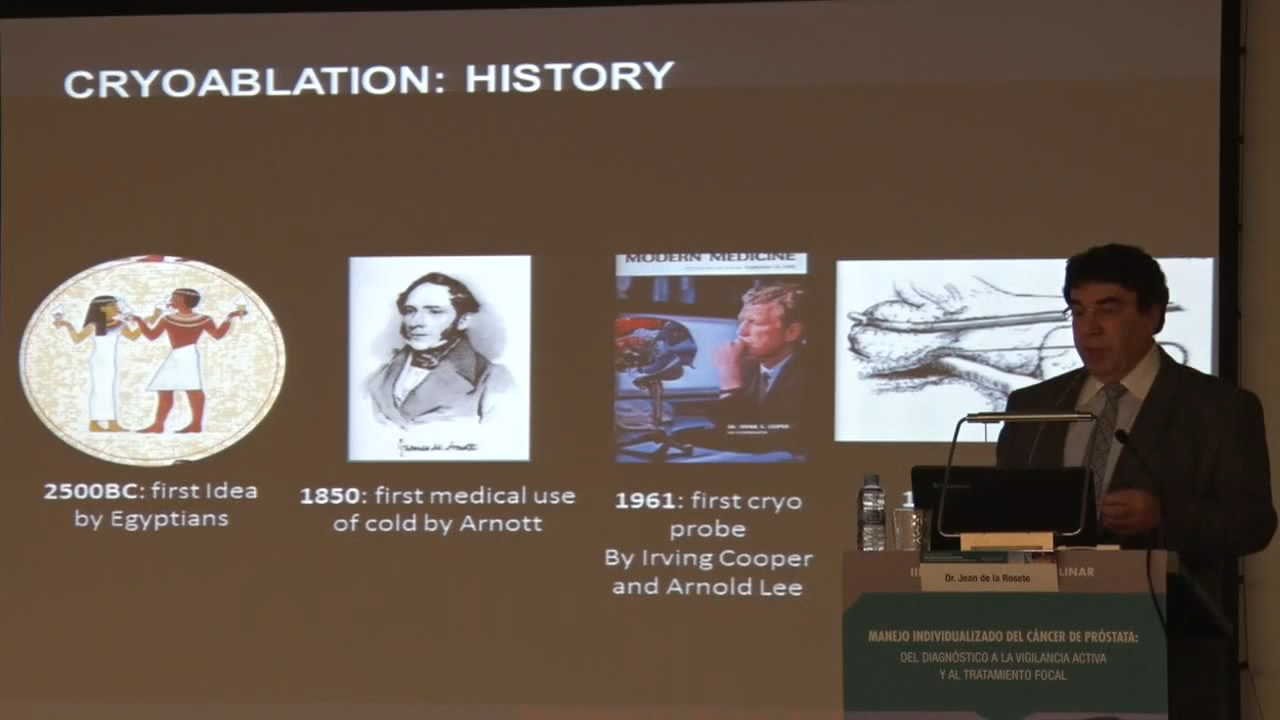 CRYOABLATION: HISTORY
MODERN MEDICINE
2500BC: first Idea
by Egyptians
1850: first medical use
of cold by Arnott
1961: first cryo
probe
By Irving Cooper
and Arnold Lee
1
Dr. Jean de la Rosete
LINAR
MANEJO INDIVIDUALIZADO DEL CÁNCER DE PRÓSTATA:
DEL DIAGNÓSTICO A LA VIGILANCIA ACTIVA
Y AL TRATAMIENTO FOCAL